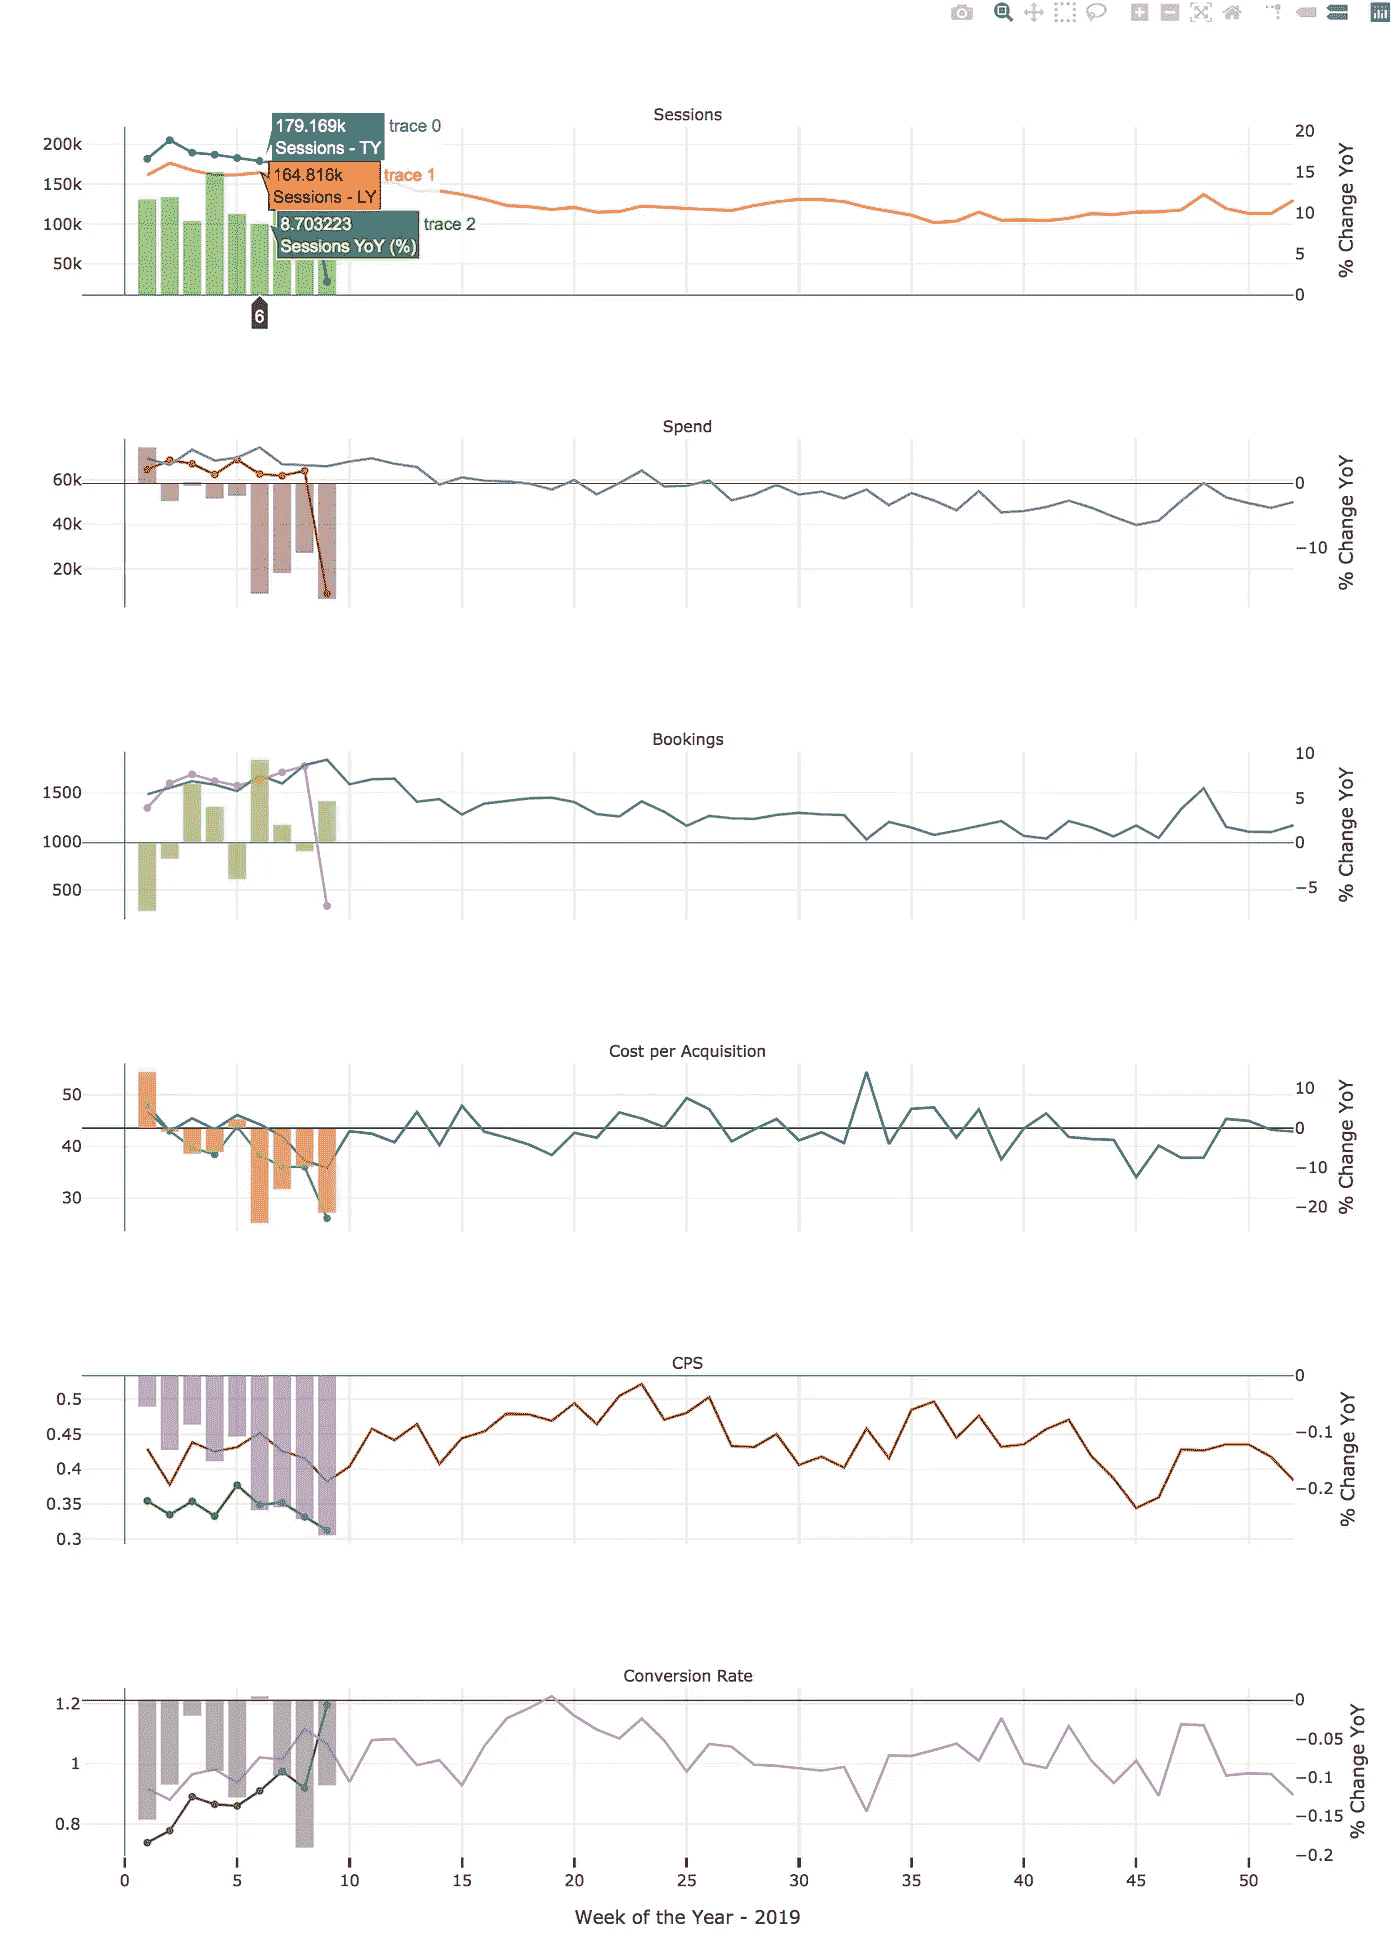 Sessions
200k
150k
100k
50k
179.169k
Sessions - TY
trace 0
164.816k
Sessions - LY
trace 1
8.703223
Sessions YoY (%)
trace 2
6
20
15
10
5
0
% Change YoY
Spend
60k
40k
20k
0
−10
% Change YoY
Bookings
1500
1000
500
10
5
0
−5
% Change YoY
Cost per Acquisition
50
40
30
10
0
−10
−20
% Change YoY
CPS
0.5
0.45
0.4
0.35
0.3
0
−0.1
−0.2
% Change YoY
Conversion Rate
1.2
1
0.8
0
−0.05
−0.1
−0.15
−0.2
% Change YoY
0 5 10 15 20 25 30 35 40 45 50
Week of the Year - 2019